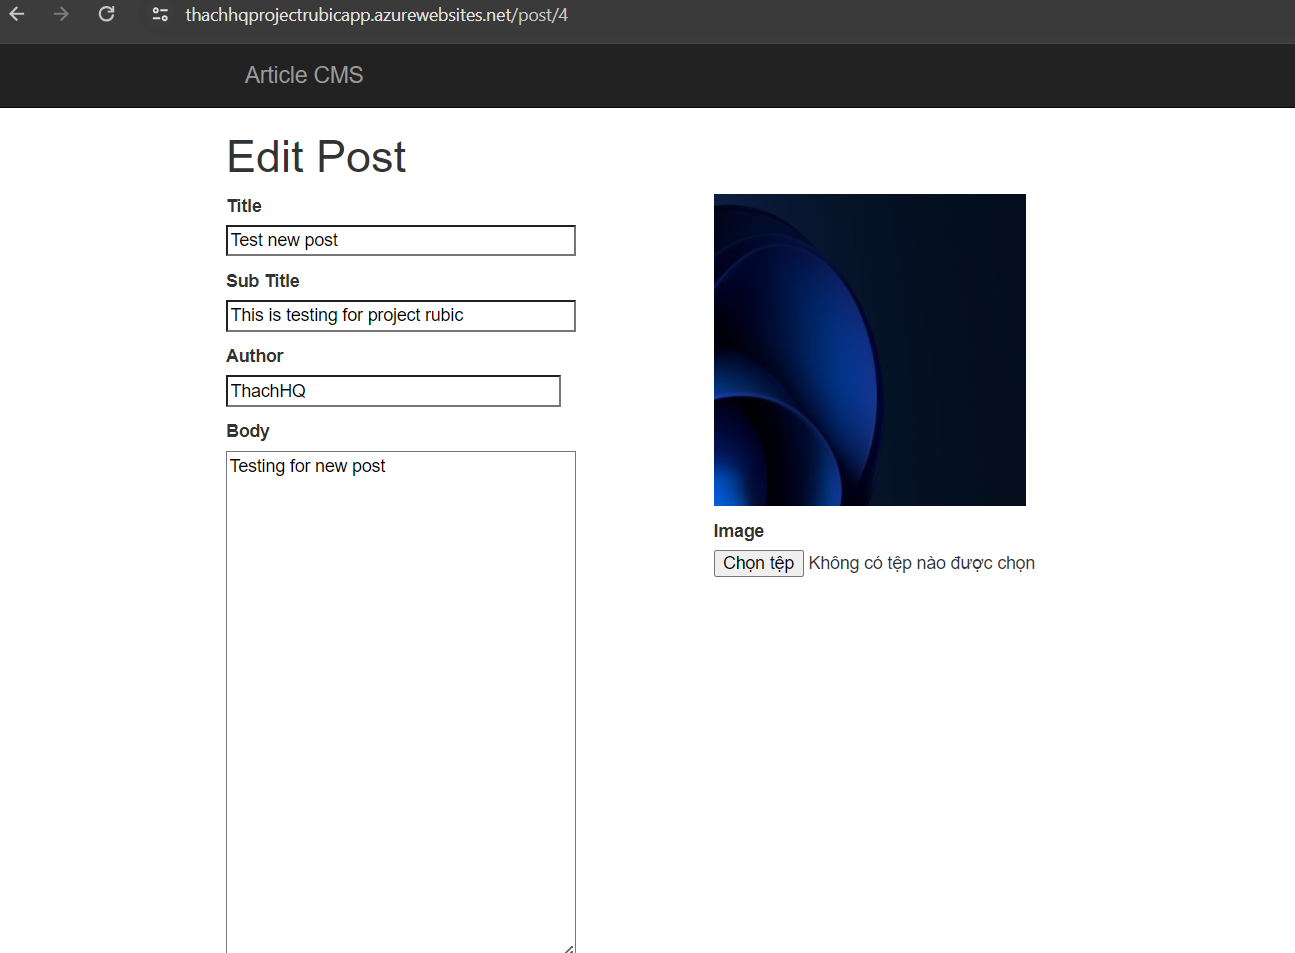 thachhqprojectrubicapp.azurewebsites.net/post/4
Article CMS
Edit Post
Title
Test new post
Sub Title
This is testing for project rubic
Author
ThachHQ
Body
Testing for new post
Image
Chọn tệp Không có tệp nào được chọn